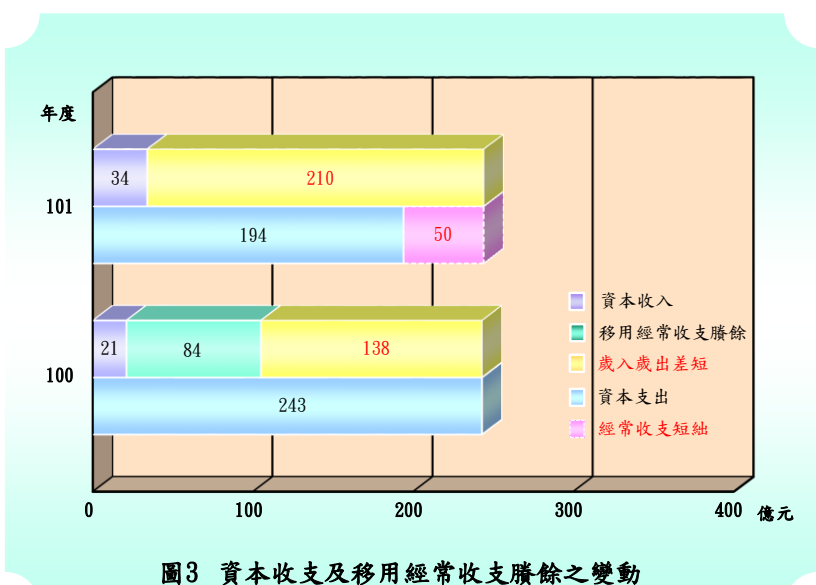 年度
101
34
210
194
50
100
21
84
138
243
資本收入
移用經常收支賸餘
歲入歲出差短
資本支出
經常收支短絀
0 100 200 300 400 億元
圖3 資本收支及移用經常收支賸餘之變動